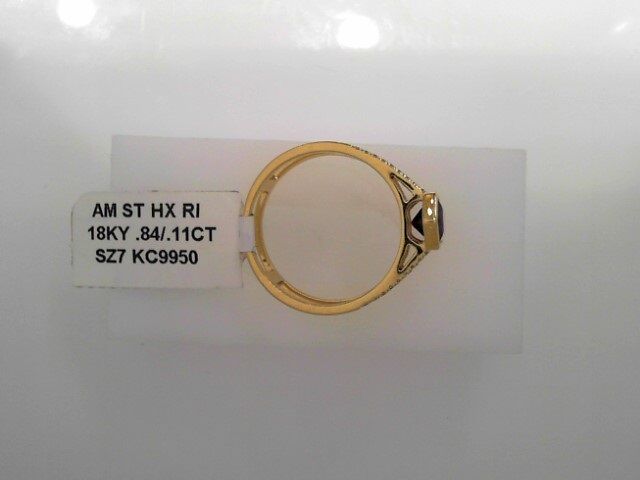 AM ST HX RI
18KY .84/.11CT
SZ7 KC9950